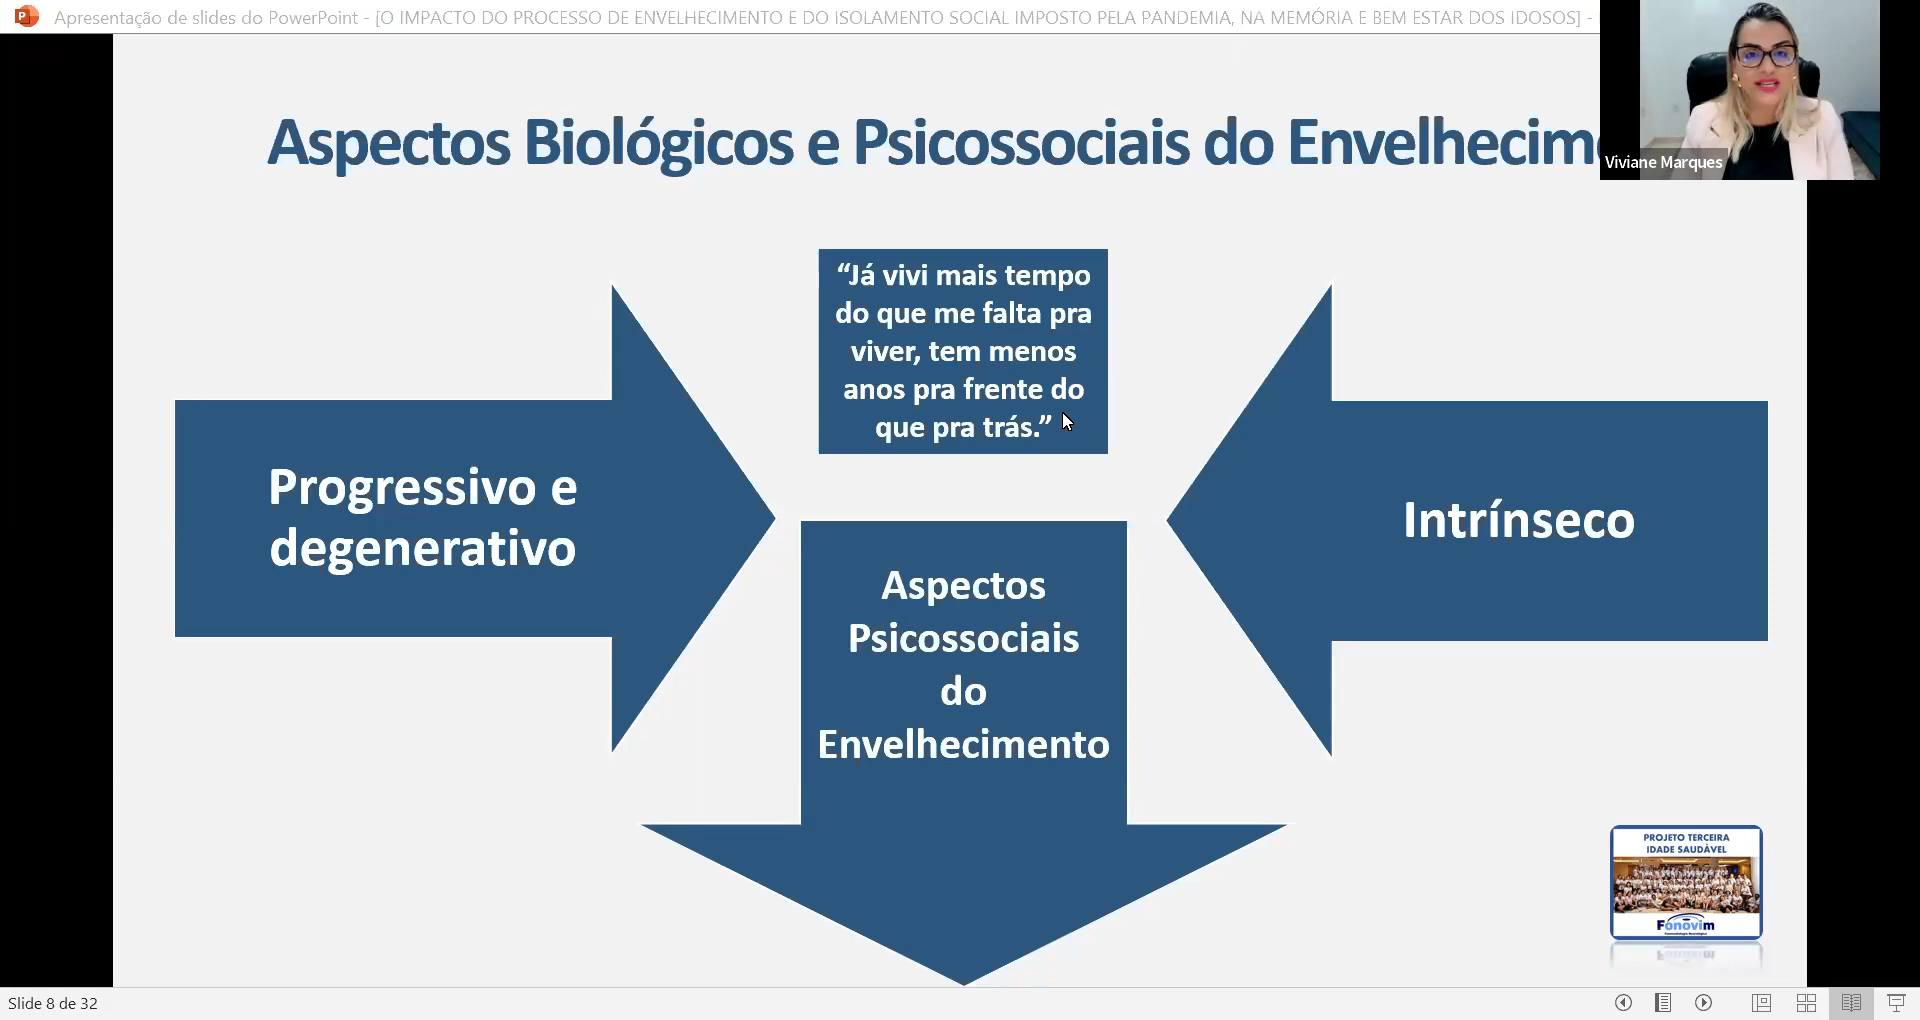 Apresentação de slides do PowerPoint - [O IMPACTO DO PROCESSO DE ENVELHECIMENTO E DO ISOLAMENTO SOCIAL IMPOSTO PELA PANDEMIA, NA MEMÓRIA E BEM ESTAR DOS IDOSOS] -
Aspectos Biológicos e Psicossociais do Envelhecim
Viviane Marques
“Já vivi mais tempo
do que me falta pra
viver, tem menos
anos pra frente do
que pra trás.”
Progressivo e
degenerativo
Intrínseco
Aspectos
Psicossociais
do
Envelhecimento
PROJETO TERCEIRA
IDADE SAUDÁVEL
Fonovim
Slide 8 de 32